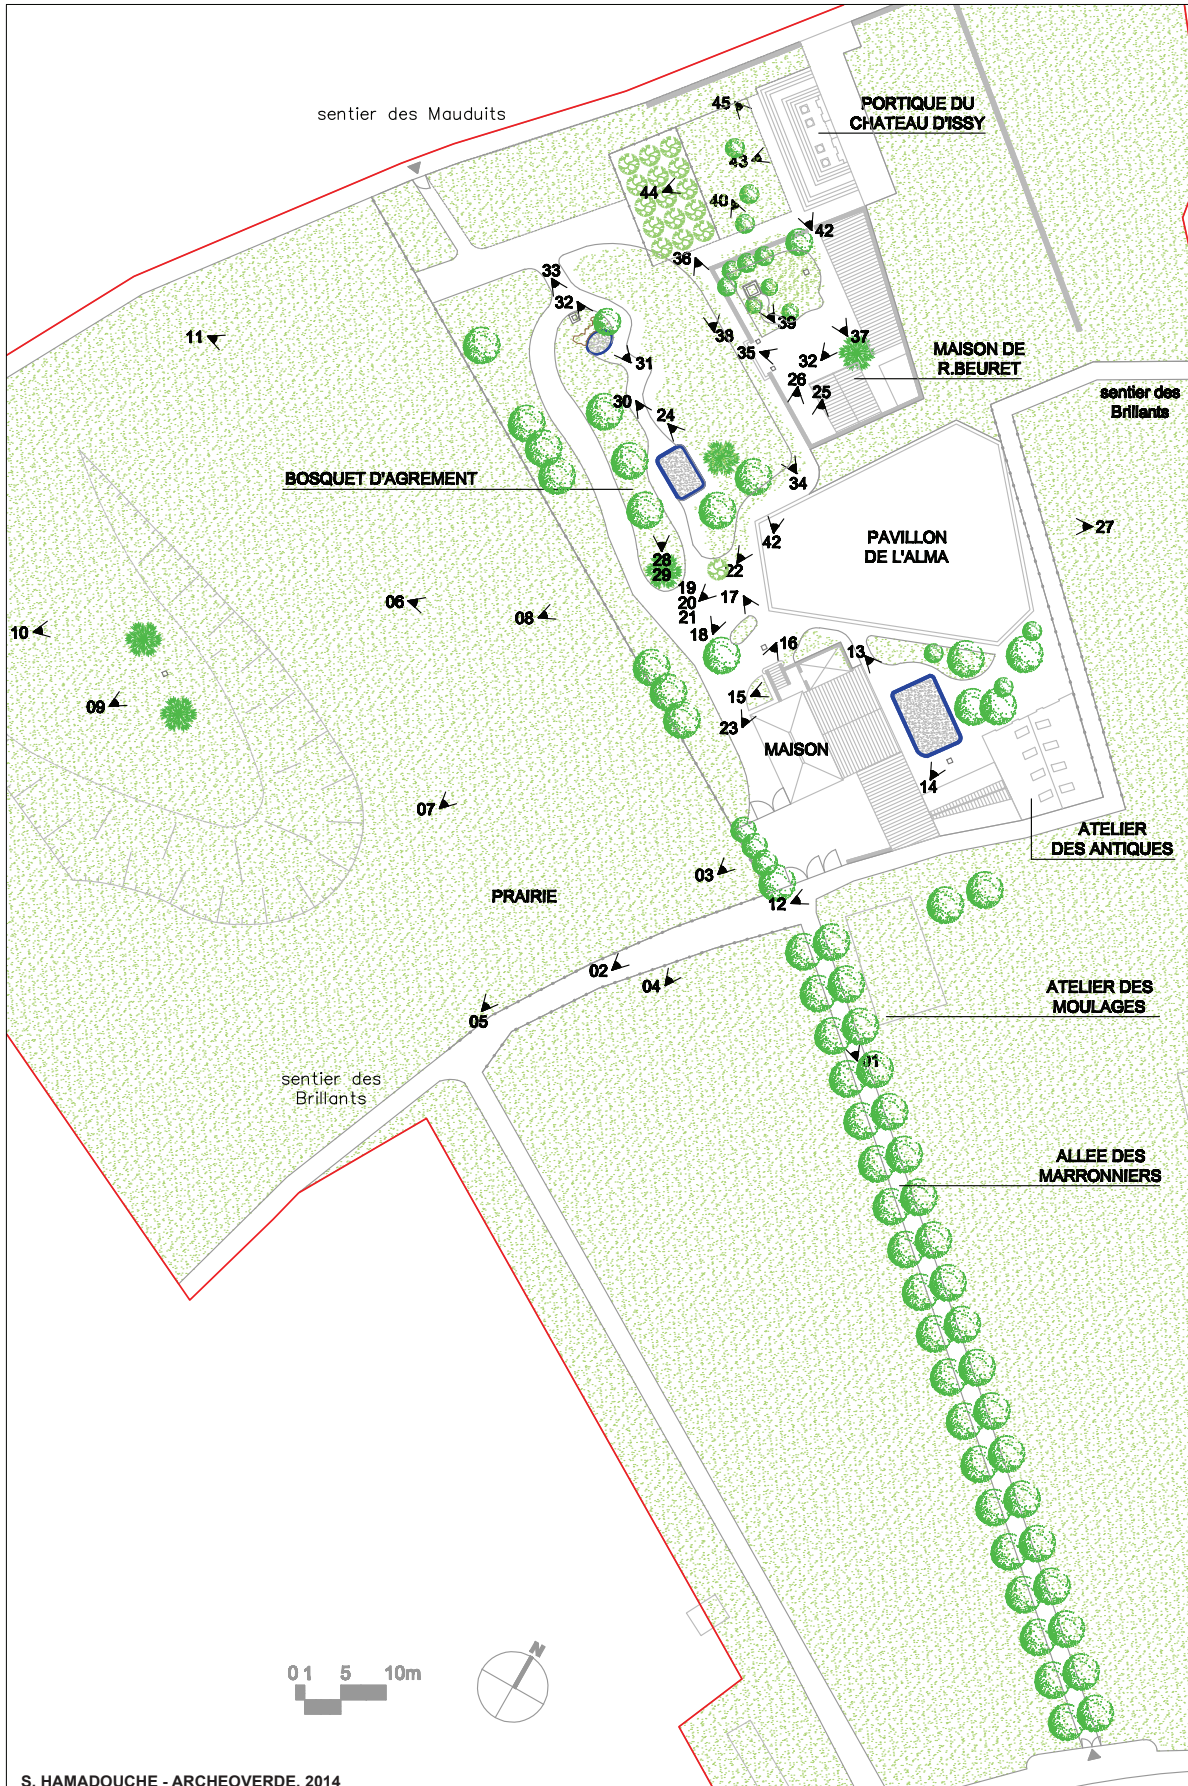 sentier des Mauduits
45
PORTIQUE DU
CHATEAU D'ISSY
43
44
40
42
36
33
32
39
38
37
11
35
32
31
MAISON DE
R.BEURET
26
25
sentier des
Brillants
30
24
BOSQUET D'AGREMENT
34
27
42
PAVILLON
DE L'ALMA
28
29
22
19
17
20
21
06
08
10
18
16
13
15
09
23
MAISON
14
07
ATELIER
DES ANTIQUES
03
PRAIRIE
12
02
04
ATELIER DES
MOULAGES
05
01
sentier des
Brillants
ALLEE DES
MARRONNIERS
N
0 1 5 10m
S. HAMADOUCHE - ARCHEOVERDE, 2014